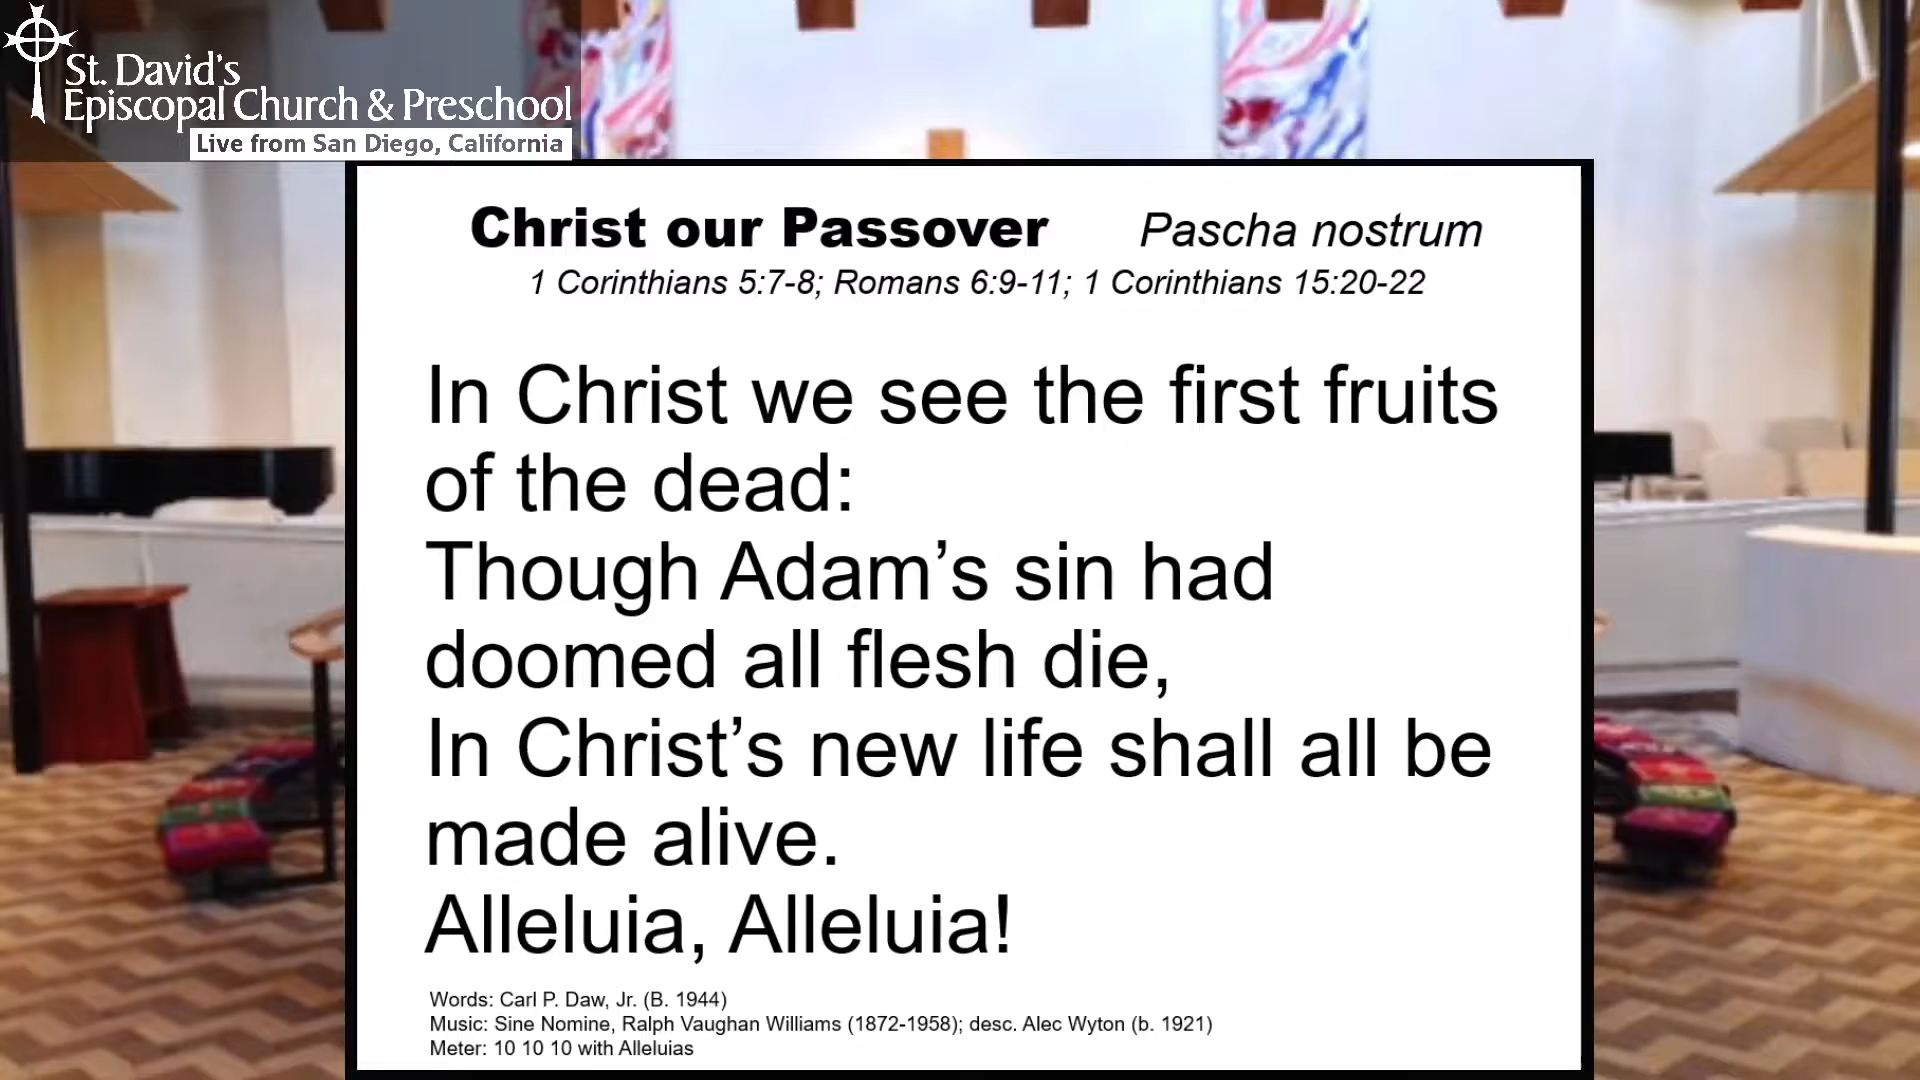 St. David's
Episcopal Church & Preschool
Live from San Diego, California
Christ our Passover Pascha nostrum
1 Corinthians 5:7-8; Romans 6:9-11; 1 Corinthians 15:20-22
In Christ we see the first fruits
of the dead:
Though Adam’s sin had
doomed all flesh die,
In Christ’s new life shall all be
made alive.
Alleluia, Alleluia!
Words: Carl P. Daw, Jr. (B. 1944)
Music: Sine Nomine, Ralph Vaughan Williams (1872-1958); desc. Alec Wyton (b. 1921)
Meter: 10 10 10 with Alleluias